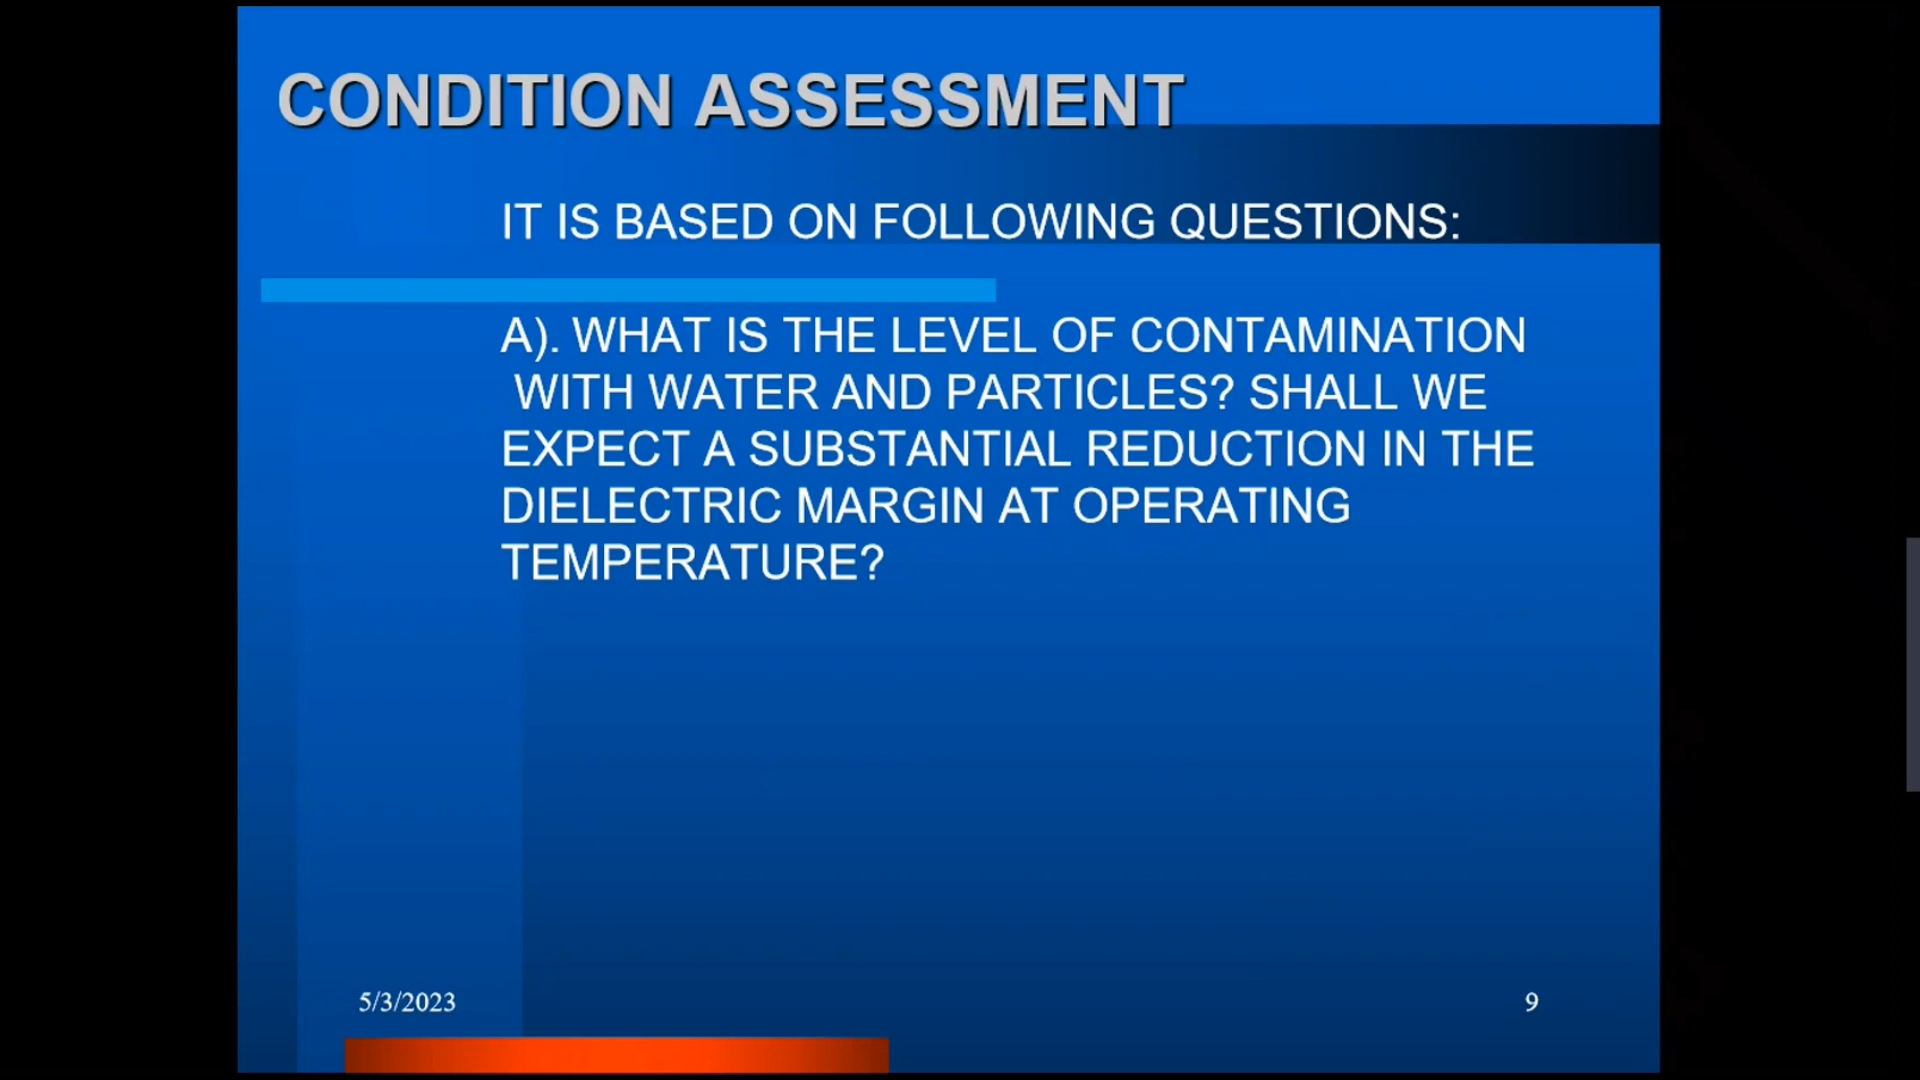 CONDITION ASSESSMENT
IT IS BASED ON FOLLOWING QUESTIONS:
A). WHAT IS THE LEVEL OF CONTAMINATION
WITH WATER AND PARTICLES? SHALL WE
EXPECT A SUBSTANTIAL REDUCTION IN THE
DIELECTRIC MARGIN AT OPERATING
TEMPERATURE?
5/3/2023
9